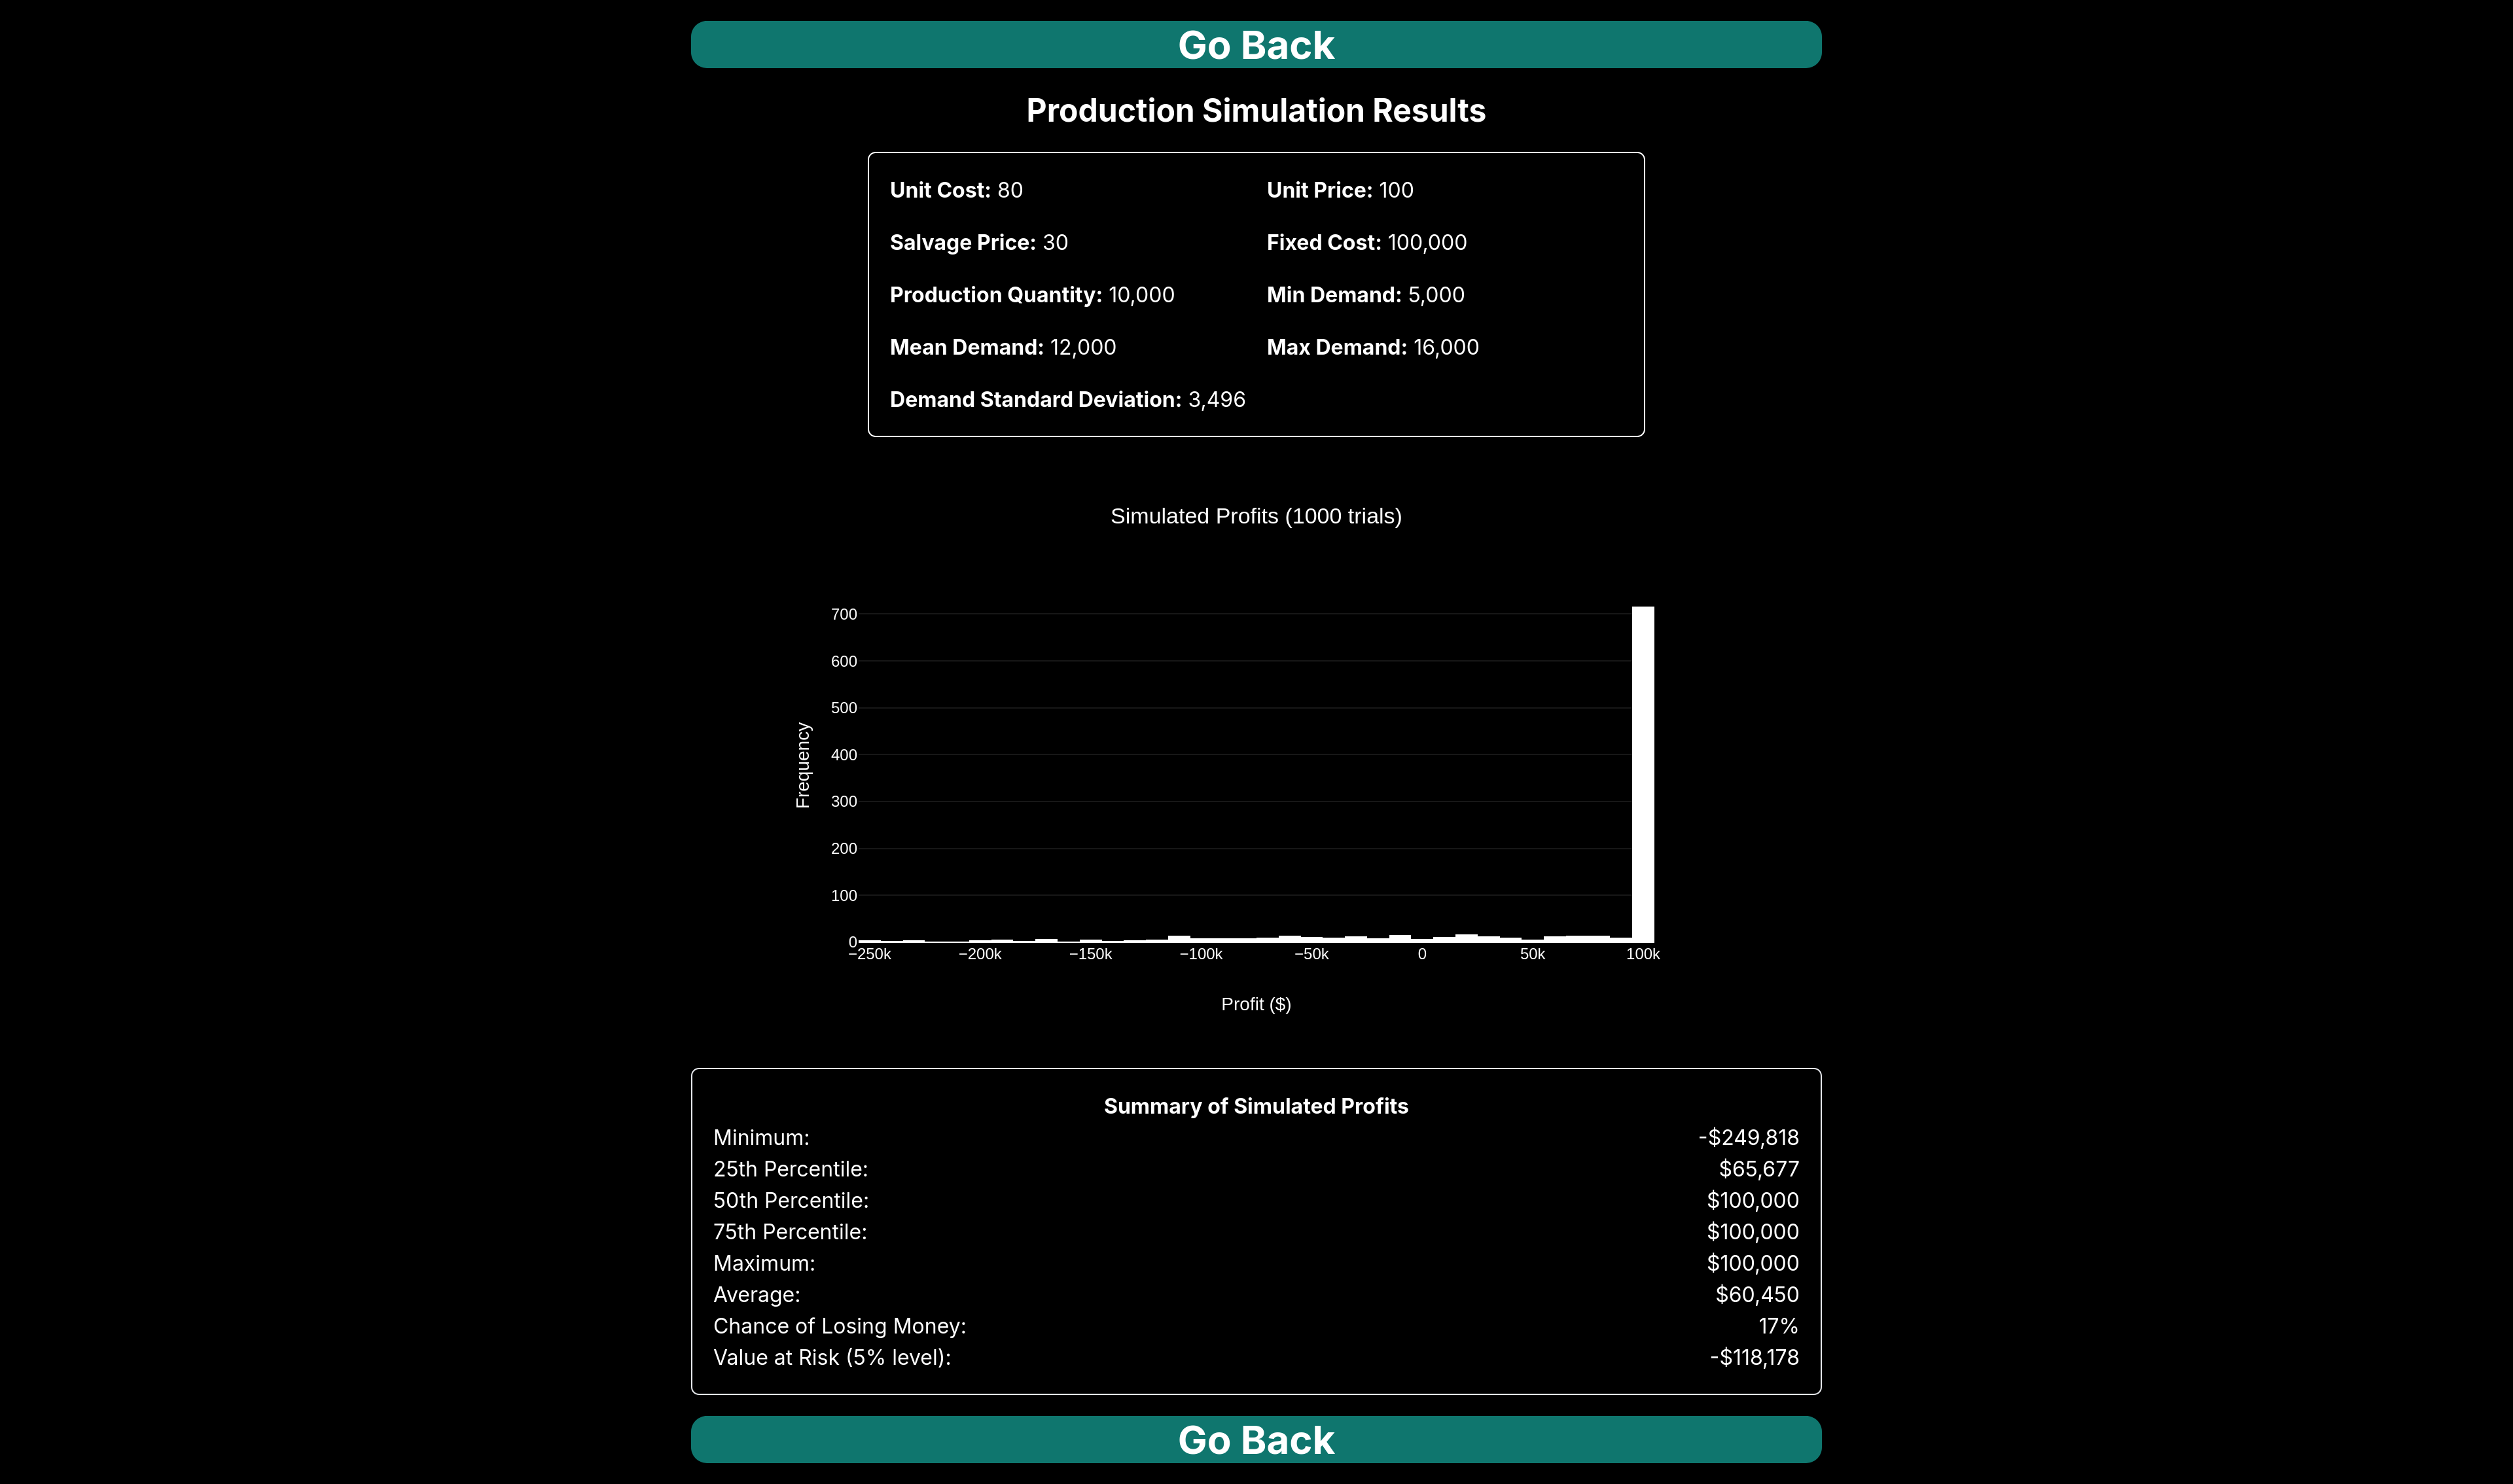 Go Back
Production Simulation Results
Unit Cost: 80
Unit Price: 100
Salvage Price: 30
Fixed Cost: 100,000
Production Quantity: 10,000
Min Demand: 5,000
Mean Demand: 12,000
Max Demand: 16,000
Demand Standard Deviation: 3,496
Simulated Profits (1000 trials)
700
600
500
400
300
200
100
0
Frequency
−250k
−200k
−150k
−100k
−50k
0
50k
100k
Profit ($)
Summary of Simulated Profits
Minimum: -$249,818
25th Percentile: $65,677
50th Percentile: $100,000
75th Percentile: $100,000
Maximum: $100,000
Average: $60,450
Chance of Losing Money: 17%
Value at Risk (5% level): -$118,178
Go Back